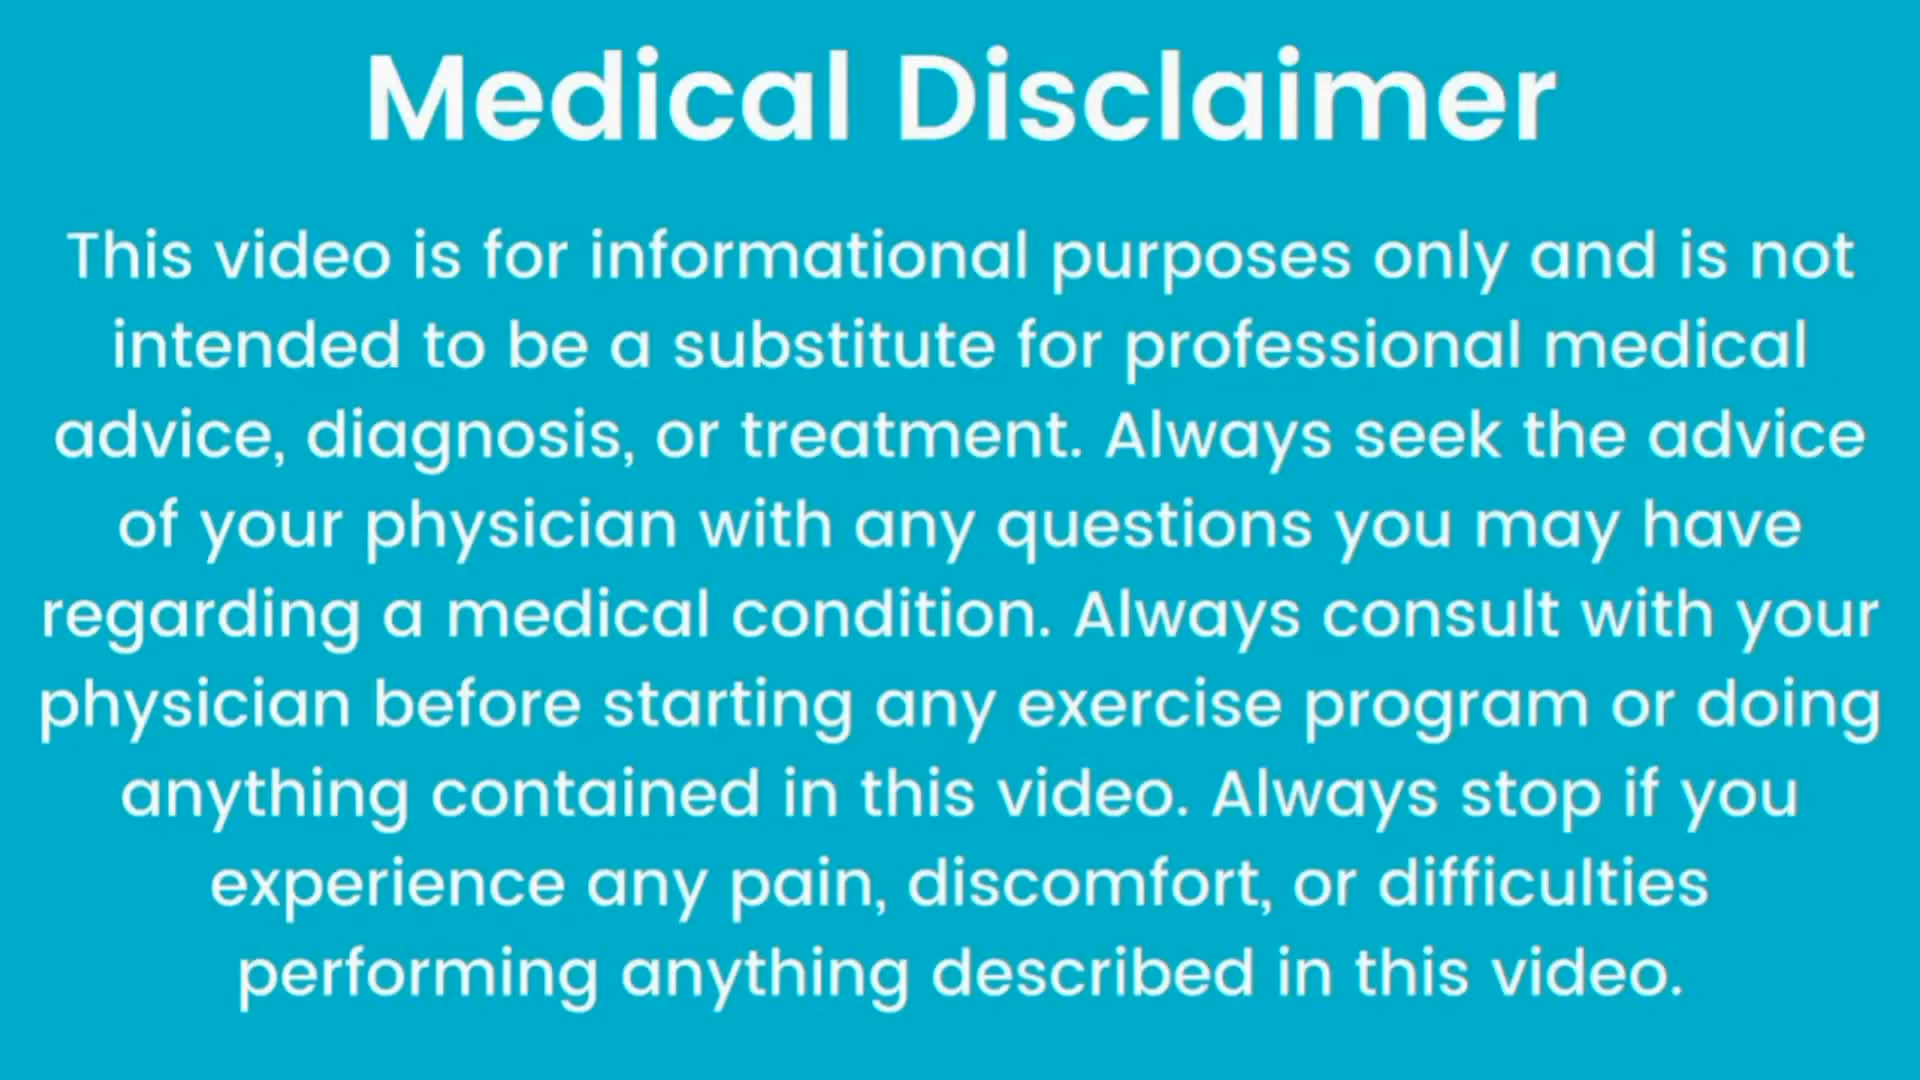 Medical Disclaimer
This video is for informational purposes only and is not
intended to be a substitute for professional medical
advice, diagnosis, or treatment. Always seek the advice
of your physician with any questions you may have
regarding a medical condition. Always consult with your
physician before starting any exercise program or doing
anything contained in this video. Always stop if you
experience any pain, discomfort, or difficulties
performing anything described in this video.